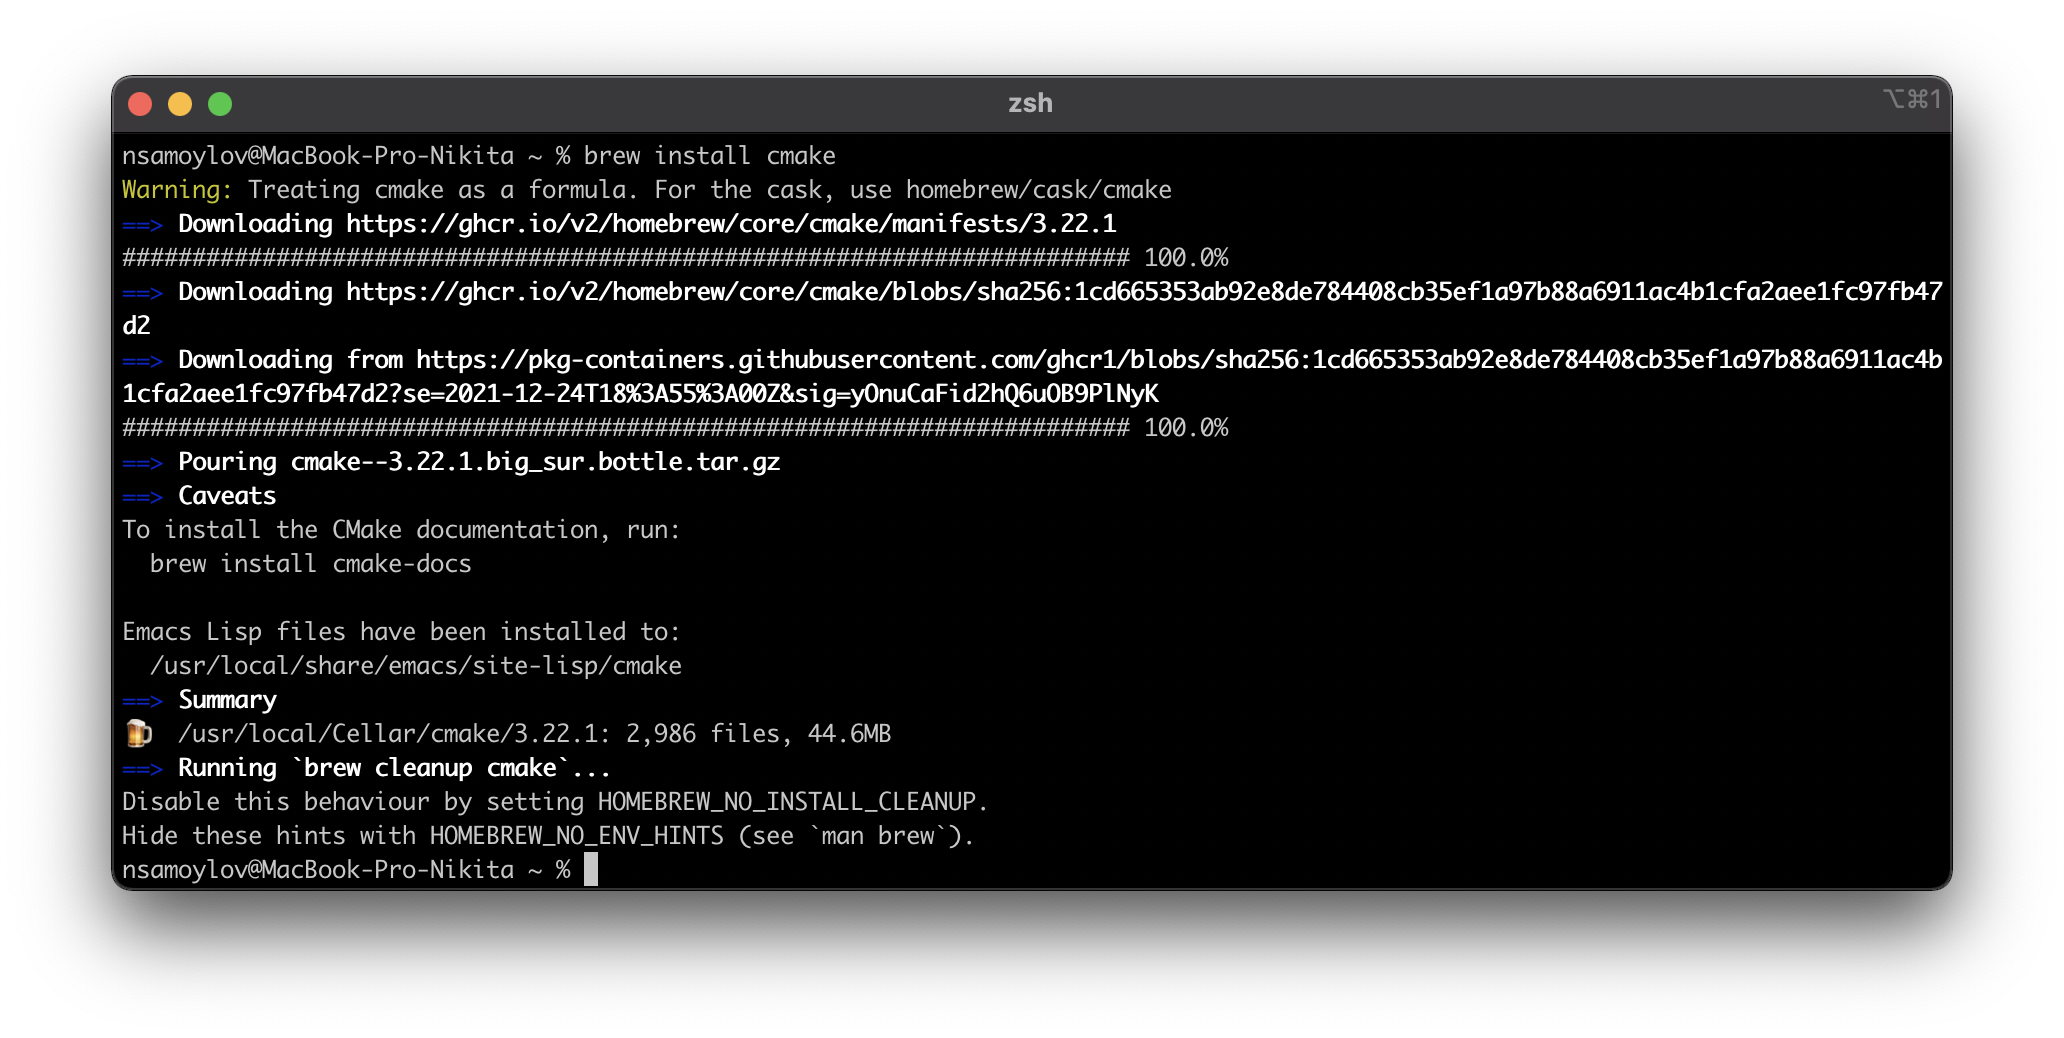 zsh
⌥⌘1
nsamoylov@MacBook-Pro-Nikita ~ % brew install cmake
Warning: Treating cmake as a formula. For the cask, use homebrew/cask/cmake
==> Downloading https://ghcr.io/v2/homebrew/core/cmake/manifests/3.22.1
######################################################################## 100.0%
==> Downloading https://ghcr.io/v2/homebrew/core/cmake/blobs/sha256:1cd665353ab92e8de784408cb35ef1a97b88a6911ac4b1cfa2aee1fc97fb47
d2
==> Downloading from https://pkg-containers.githubusercontent.com/ghcr1/blobs/sha256:1cd665353ab92e8de784408cb35ef1a97b88a6911ac4b
1cfa2aee1fc97fb47d2?se=2021-12-24T18%3A55%3A00Z&sig=yOnuCaFid2hQ6uOB9PlNyK
######################################################################## 100.0%
==> Pouring cmake--3.22.1.big_sur.bottle.tar.gz
==> Caveats
To install the CMake documentation, run:
  brew install cmake-docs

Emacs Lisp files have been installed to:
  /usr/local/share/emacs/site-lisp/cmake
==> Summary
🍺  /usr/local/Cellar/cmake/3.22.1: 2,986 files, 44.6MB
==> Running `brew cleanup cmake`...
Disable this behaviour by setting HOMEBREW_NO_INSTALL_CLEANUP.
Hide these hints with HOMEBREW_NO_ENV_HINTS (see `man brew`).
nsamoylov@MacBook-Pro-Nikita ~ %